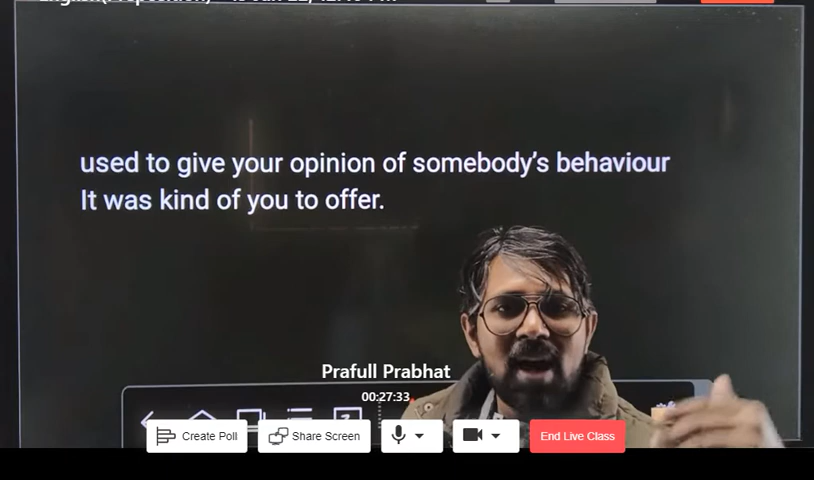 used to give your opinion of somebody's behaviour
It was kind of you to offer.
Prafull Prabhat
00:27:33
Create Poll
Share Screen
End Live Class